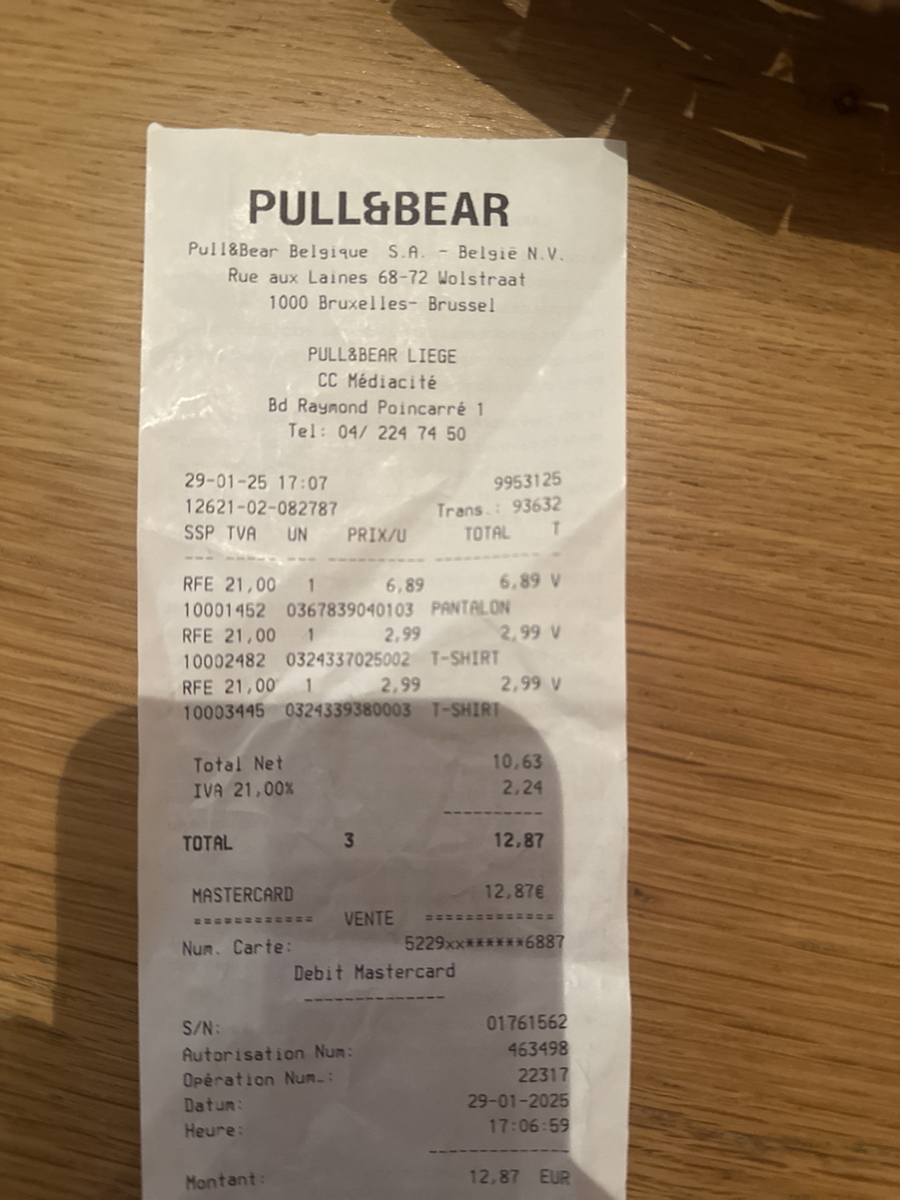 PULL&BEAR
Pull&Bear Belgique S.A. - België N.V.
Rue aux Laines 68-72 Wolstraat
1000 Bruxelles- Brussel
PULL&BEAR LIEGE
CC Médiacité
Bd Raymond Poincarré 1
Tel: 04/ 224 74 50
29-01-25 17:07 9953125
12621-02-082787 Trans.: 93632
SSP TVA UN PRIX/U TOTAL T
--- --- --- ---------- ---------- -
RFE 21,00 1 6,89 6,89 V
10001452 0367839040103 PANTALON
RFE 21,00 1 2,99 2,99 V
10002482 0324337025002 T-SHIRT
RFE 21,00 1 2,99 2,99 V
10003445 0324339380003 T-SHIRT
Total Net 10,63
IVA 21,00% 2,24
----------
TOTAL 3 12,87
MASTERCARD 12,87€
============ VENTE =============
Num. Carte: 5229xx******6887
Debit Mastercard
--------------
S/N: 01761562
Autorisation Num: 463498
Opération Num.: 22317
Datum: 29-01-2025
Heure: 17:06:59
--------------
Montant: 12,87 EUR